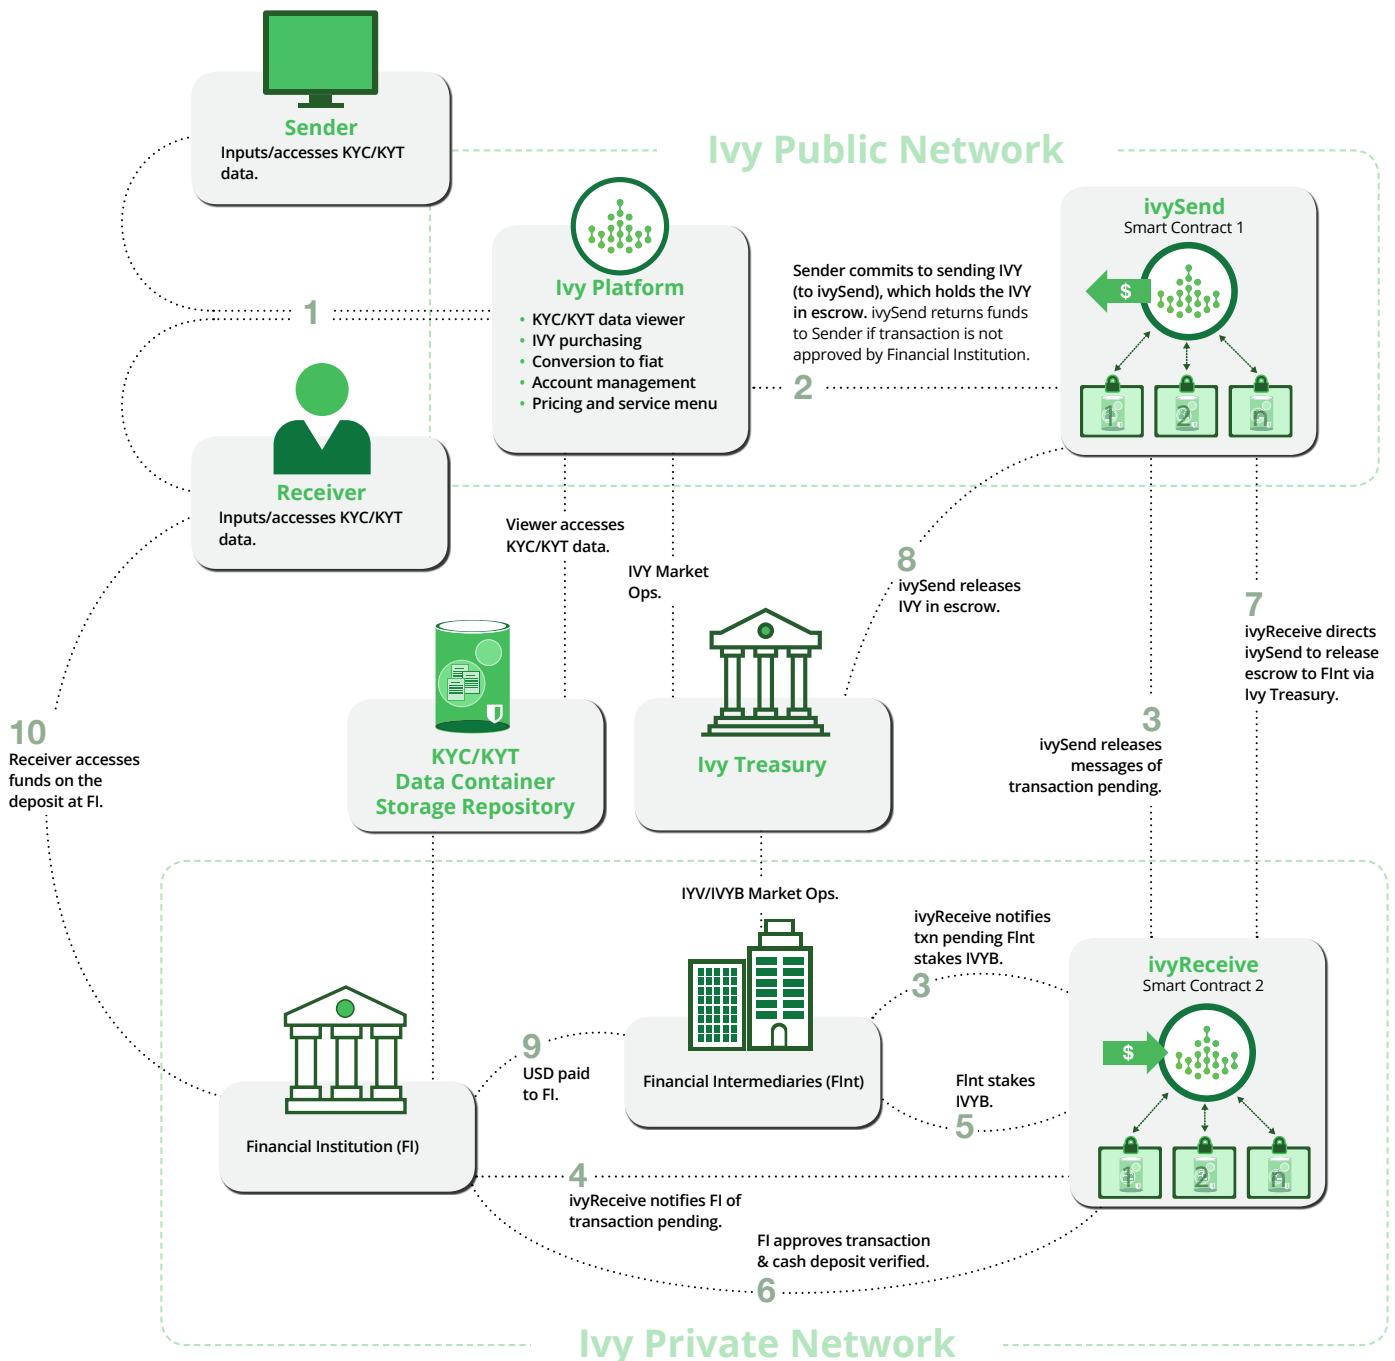 Sender
Inputs/accesses KYC/KYT
data.
Ivy Public Network
ivySend
Smart Contract 1
$
1
2
n
Ivy Platform
• KYC/KYT data viewer
• IVY purchasing
• Conversion to fiat
• Account management
• Pricing and service menu
Sender commits to sending IVY
(to ivySend), which holds the IVY
in escrow. ivySend returns funds
to Sender if transaction is not
approved by Financial Institution.
2
1
Receiver
Inputs/accesses KYC/KYT
data.
Viewer accesses
KYC/KYT data.
IVY Market
Ops.
8
ivySend releases
IVY in escrow.
7
ivyReceive directs
ivySend to release
escrow to FInt via
Ivy Treasury.
3
ivySend releases
messages of
transaction pending.
10
Receiver accesses
funds on the
deposit at FI.
KYC/KYT
Data Container
Storage Repository
Ivy Treasury
IYV/IVYB Market Ops.
ivyReceive notifies
txn pending FInt
stakes IVYB.
3
ivyReceive
Smart Contract 2
$
1
2
n
9
USD paid
to FI.
Financial Intermediaries (FInt)
FInt stakes
IVYB.
5
Financial Institution (FI)
4
ivyReceive notifies FI of
transaction pending.
FI approves transaction
& cash deposit verified.
6
Ivy Private Network